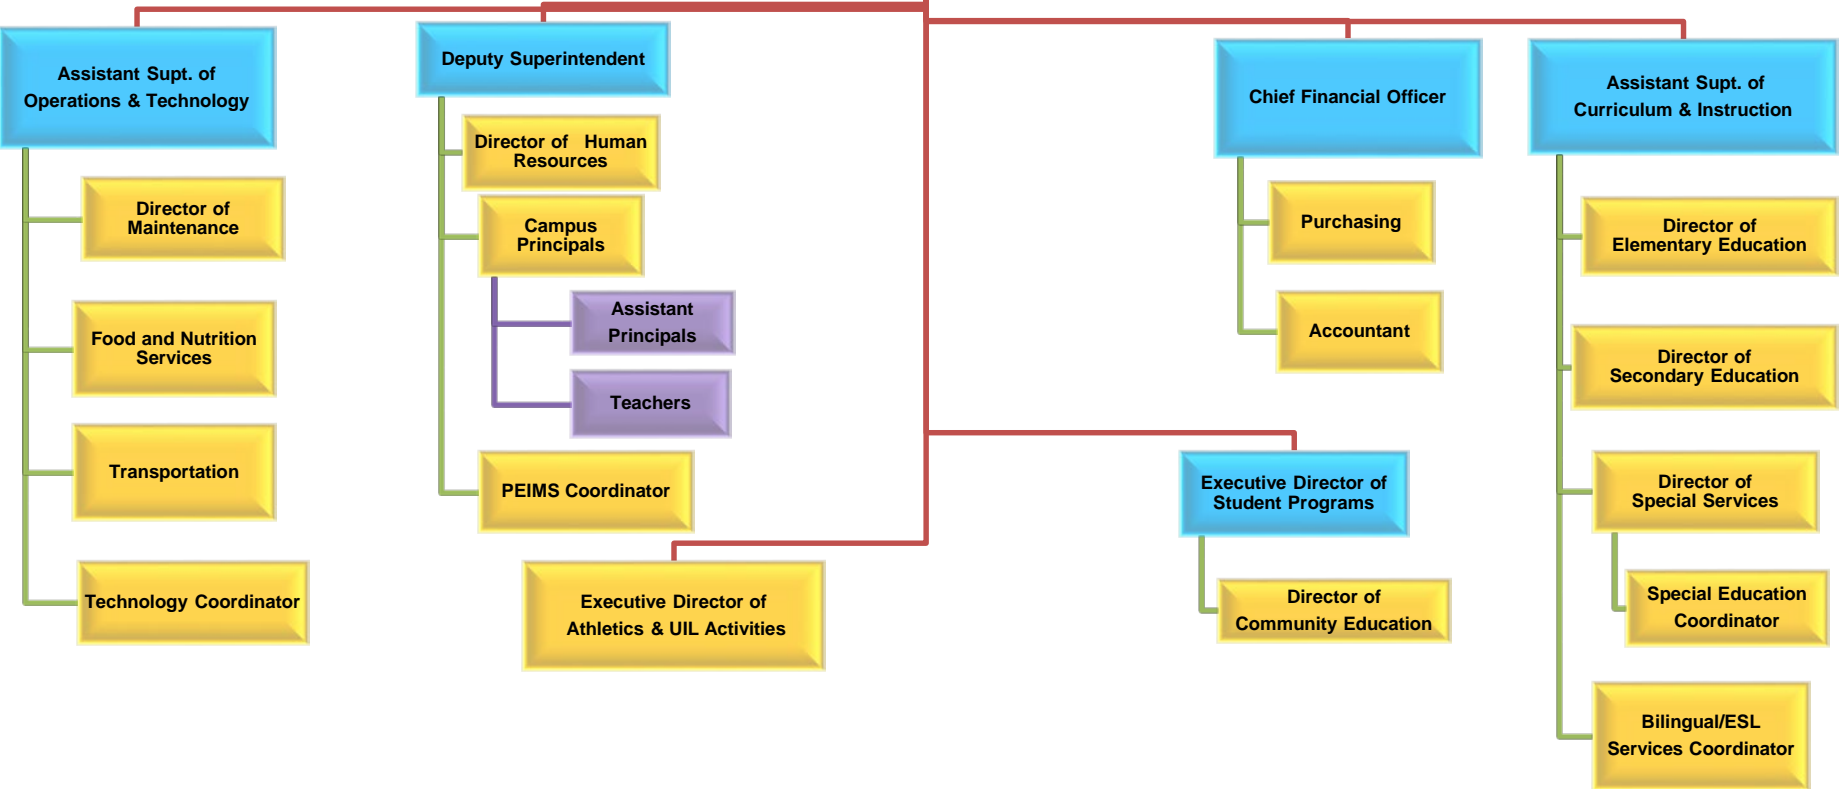 Assistant Supt. of
Operations & Technology
Director of
Maintenance
Food and Nutrition
Services
Transportation
Technology Coordinator
Deputy Superintendent
Director of Human
Resources
Campus
Principals
Assistant
Principals
Teachers
PEIMS Coordinator
Executive Director of
Athletics & UIL Activities
Chief Financial Officer
Purchasing
Accountant
Executive Director of
Student Programs
Director of
Community Education
Assistant Supt. of
Curriculum & Instruction
Director of
Elementary Education
Director of
Secondary Education
Director of
Special Services
Special Education
Coordinator
Bilingual/ESL
Services Coordinator